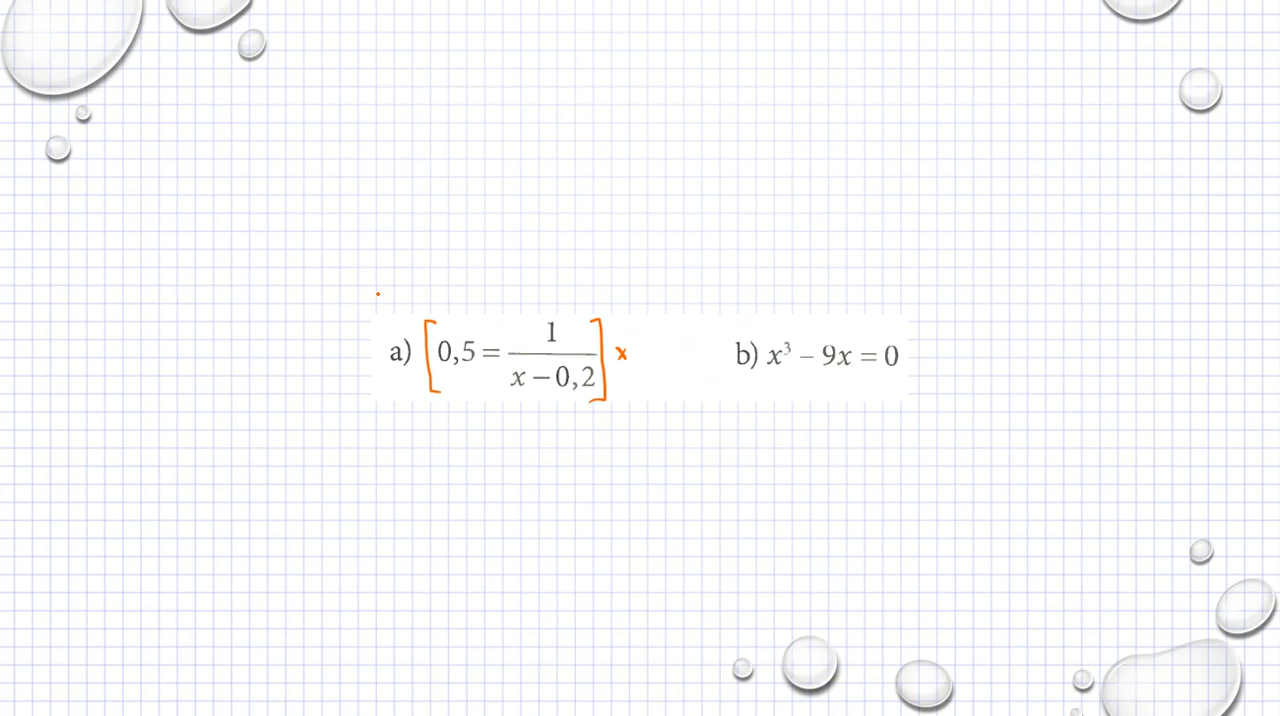 a) [0,5 = 1/(x – 0,2)] x
b) x³ – 9x = 0